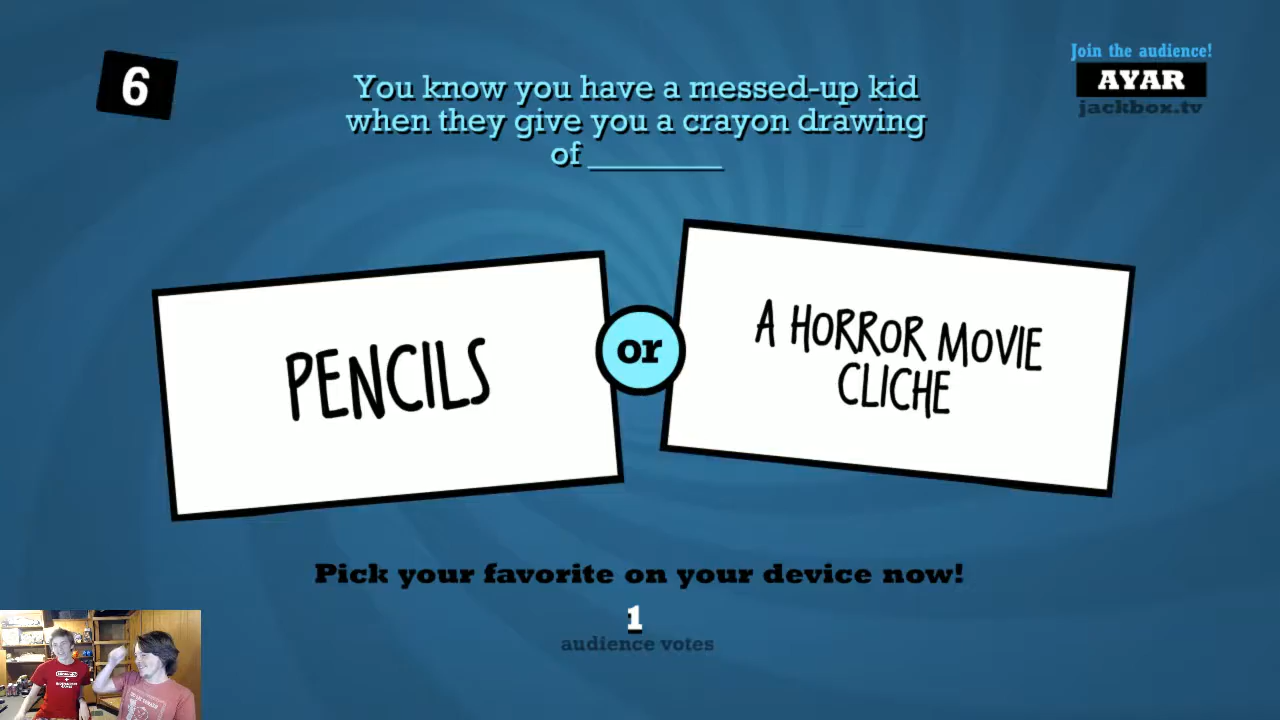 6
Join the audience!
AYAR
jackbox.tv
You know you have a messed-up kid
when they give you a crayon drawing
of ________
PENCILS
or
A HORROR MOVIE
CLICHE
Pick your favorite on your device now!
1
audience votes